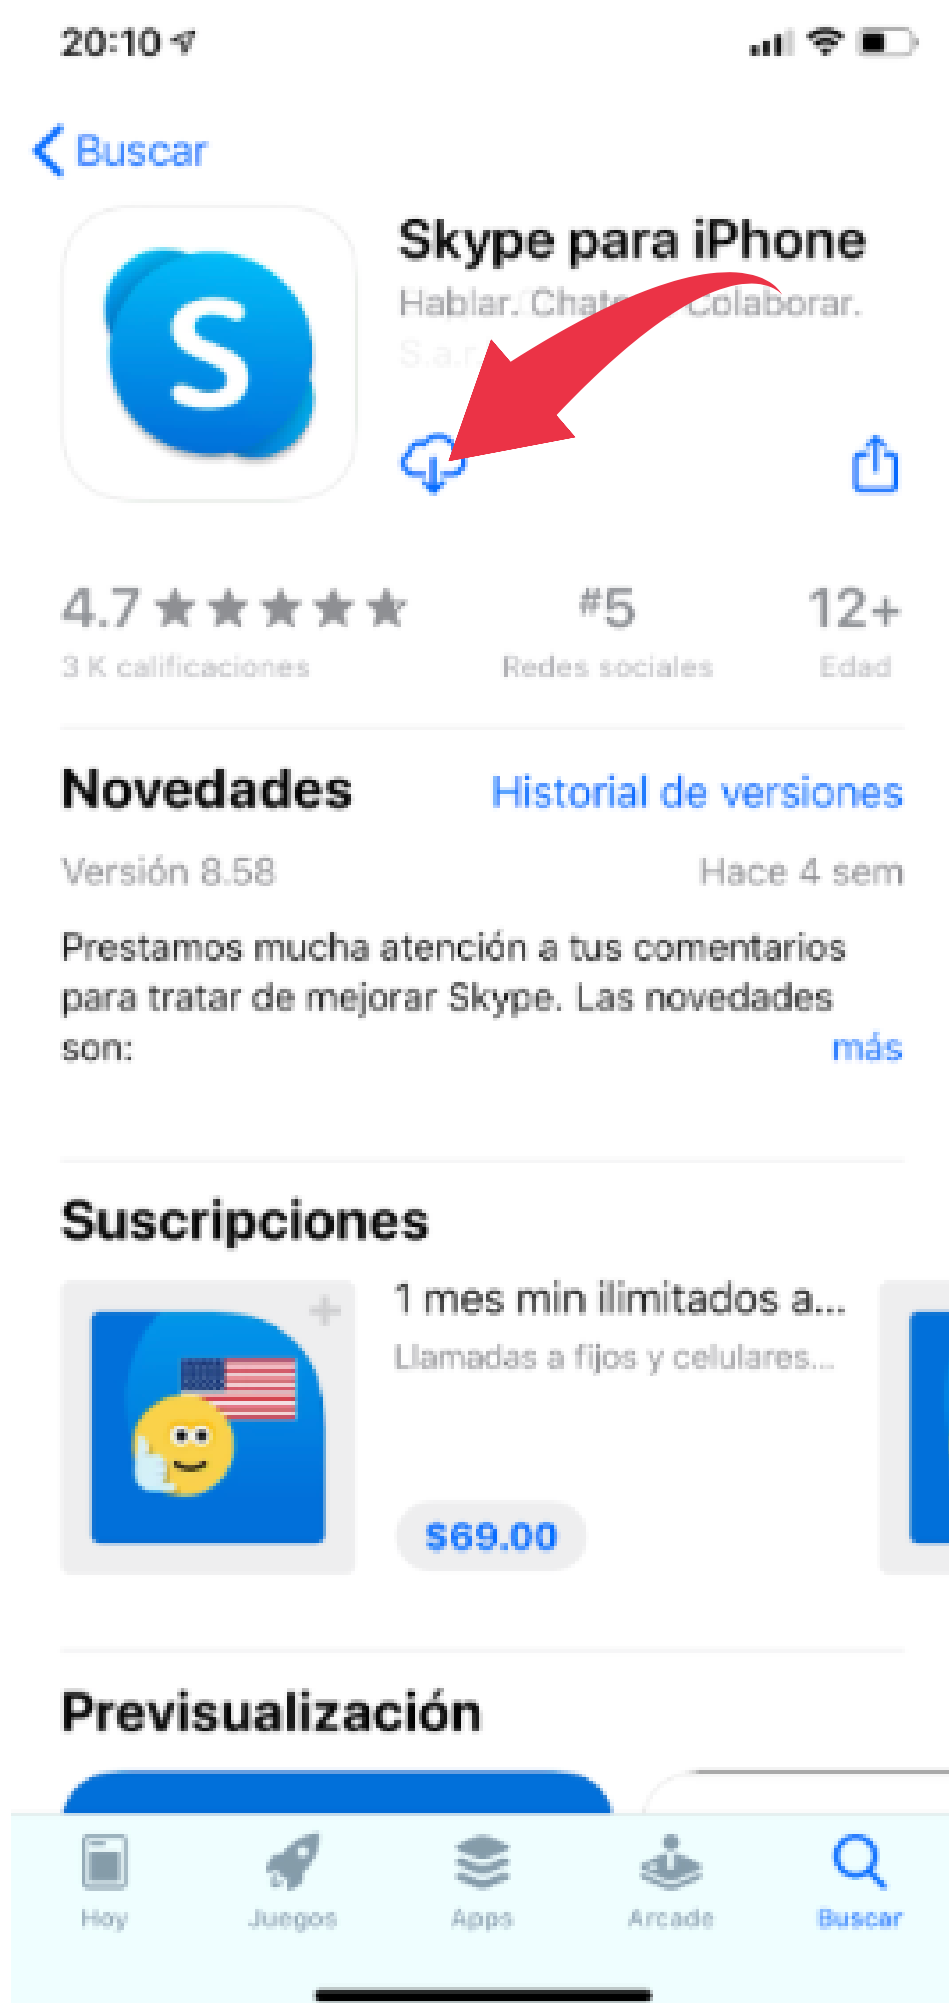 20:10
Buscar
Skype para iPhone
Hablar. Chatear. Colaborar.
S.a.r
S
4.7
#5
12+
3 K calificaciones
Redes sociales
Edad
Novedades
Historial de versiones
Versión 8.58
Hace 4 sem
Prestamos mucha atención a tus comentarios
para tratar de mejorar Skype. Las novedades
son:
más
Suscripciones
1 mes min ilimitados a...
Llamadas a fijos y celulares...
$69.00
Previsualización
Hoy
Juegos
Apps
Arcade
Buscar